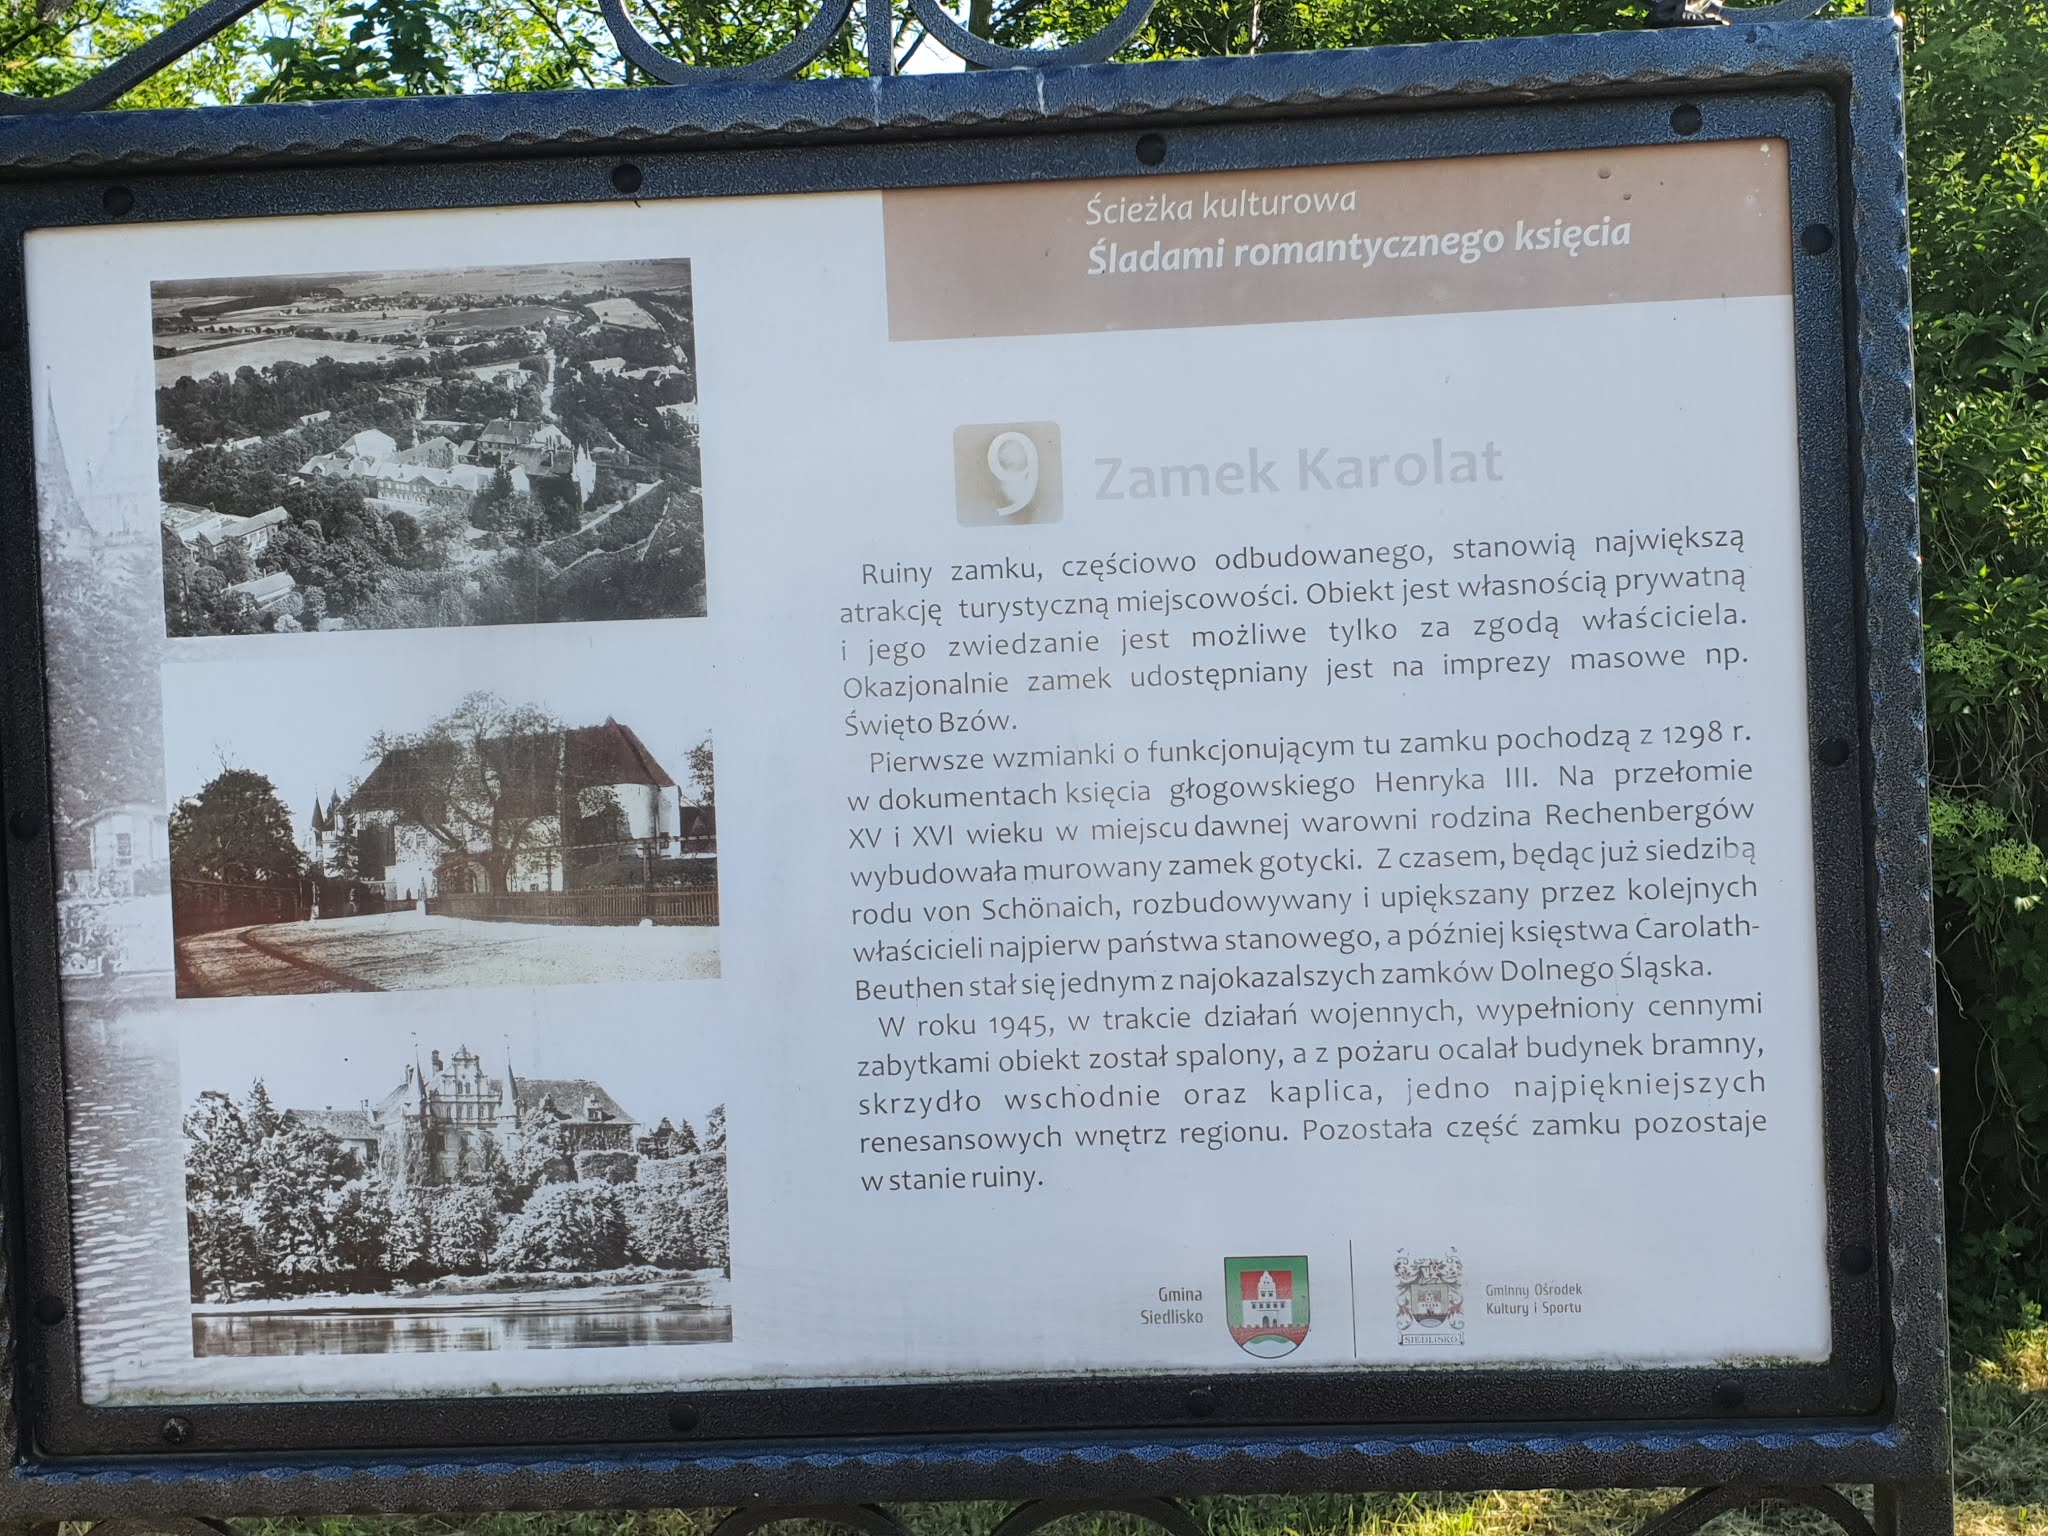 Ścieżka kulturowa
Śladami romantycznego księcia
9 Zamek Karolat
Ruiny zamku, częściowo odbudowanego, stanowią największą
atrakcję turystyczną miejscowości. Obiekt jest własnością prywatną
i jego zwiedzanie jest możliwe tylko za zgodą właściciela.
Okazjonalnie zamek udostępniany jest na imprezy masowe np.
Święto Bzów.
Pierwsze wzmianki o funkcjonującym tu zamku pochodzą z 1298 r.
w dokumentach księcia głogowskiego Henryka III. Na przełomie
XV i XVI wieku w miejscu dawnej warowni rodzina Rechenbergów
wybudowała murowany zamek gotycki. Z czasem, będąc już siedzibą
rodu von Schönaich, rozbudowywany i upiększany przez kolejnych
właścicieli najpierw państwa stanowego, a później księstwa Carolath-
Beuthen stał się jednym z najokazalszych zamków Dolnego Śląska.
W roku 1945, w trakcie działań wojennych, wypełniony cennymi
zabytkami obiekt został spalony, a z pożaru ocalał budynek bramny,
skrzydło wschodnie oraz kaplica, jedno najpiękniejszych
renesansowych wnętrz regionu. Pozostała część zamku pozostaje
w stanie ruiny.
Gmina
Siedlisko
SIEDLISKO
Gminny Ośrodek
Kultury i Sportu